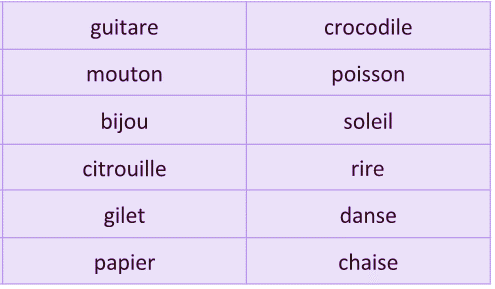 guitare crocodile
mouton poisson
bijou soleil
citrouille rire
gilet danse
papier chaise